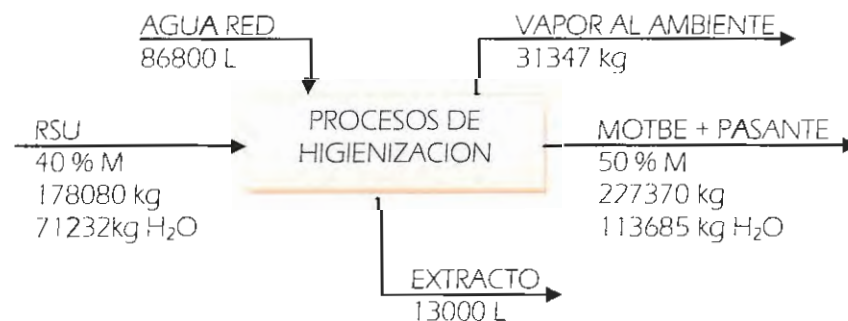 AGUA RED
86800 L
VAPOR AL AMBIENTE
31347 kg
RSU
40 % M
178080 kg
71232kg H₂O
PROCESOS DE
HIGIENIZACION
MOTBE + PASANTE
50 % M
227370 kg
113685 kg H₂O
EXTRACTO
13000 L